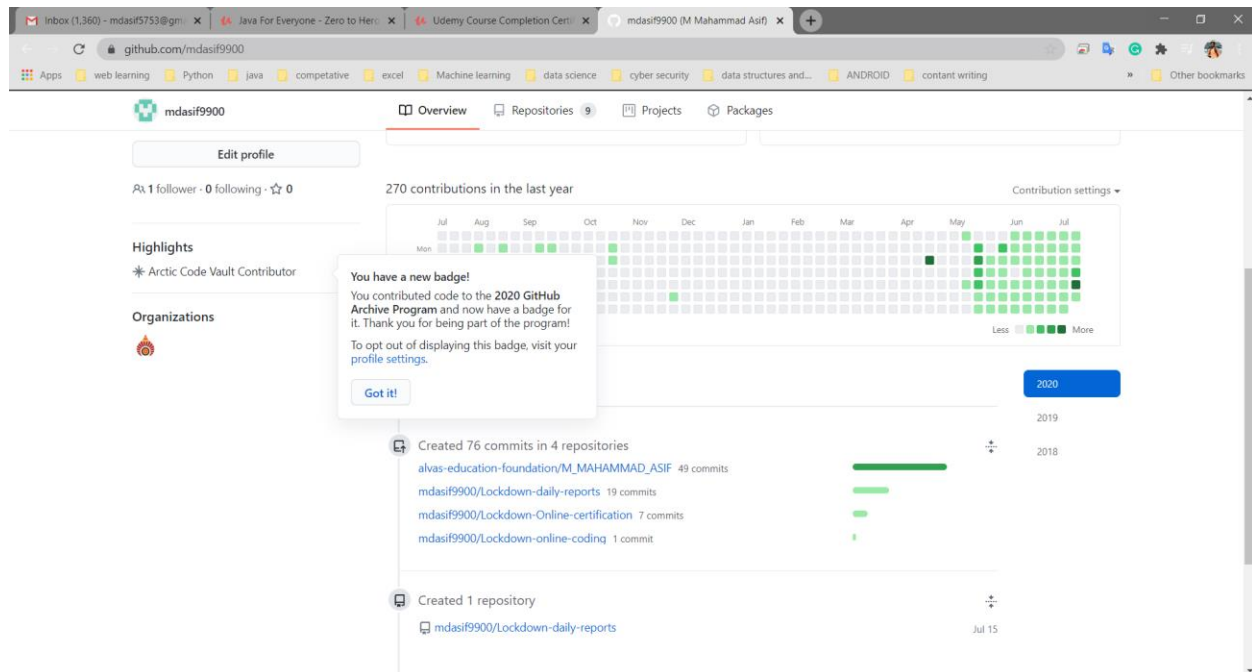 Inbox (1,360) - mdasif5753@gm
Java For Everyone - Zero to Hero
Udemy Course Completion Certi
mdasif9900 (M Mahammad Asif)
github.com/mdasif9900
Apps web learning Python java competative excel Machine learning data science cyber security data structures and... ANDROID contant writing » Other bookmarks
mdasif9900
Overview Repositories 9 Projects Packages
Edit profile
1 follower · 0 following · 0
270 contributions in the last year
Contribution settings
Jul Aug Sep Oct Nov Dec Jan Feb Mar Apr May Jun Jul
Mon
Less More
Highlights
Arctic Code Vault Contributor
Organizations
You have a new badge!
You contributed code to the 2020 GitHub
Archive Program and now have a badge for
it. Thank you for being part of the program!
To opt out of displaying this badge, visit your
profile settings.
Got it!
2020
2019
2018
Created 76 commits in 4 repositories
alvas-education-foundation/M_MAHAMMAD_ASIF 49 commits
mdasif9900/Lockdown-daily-reports 19 commits
mdasif9900/Lockdown-Online-certification 7 commits
mdasif9900/Lockdown-online-coding 1 commit
Created 1 repository
mdasif9900/Lockdown-daily-reports Jul 15